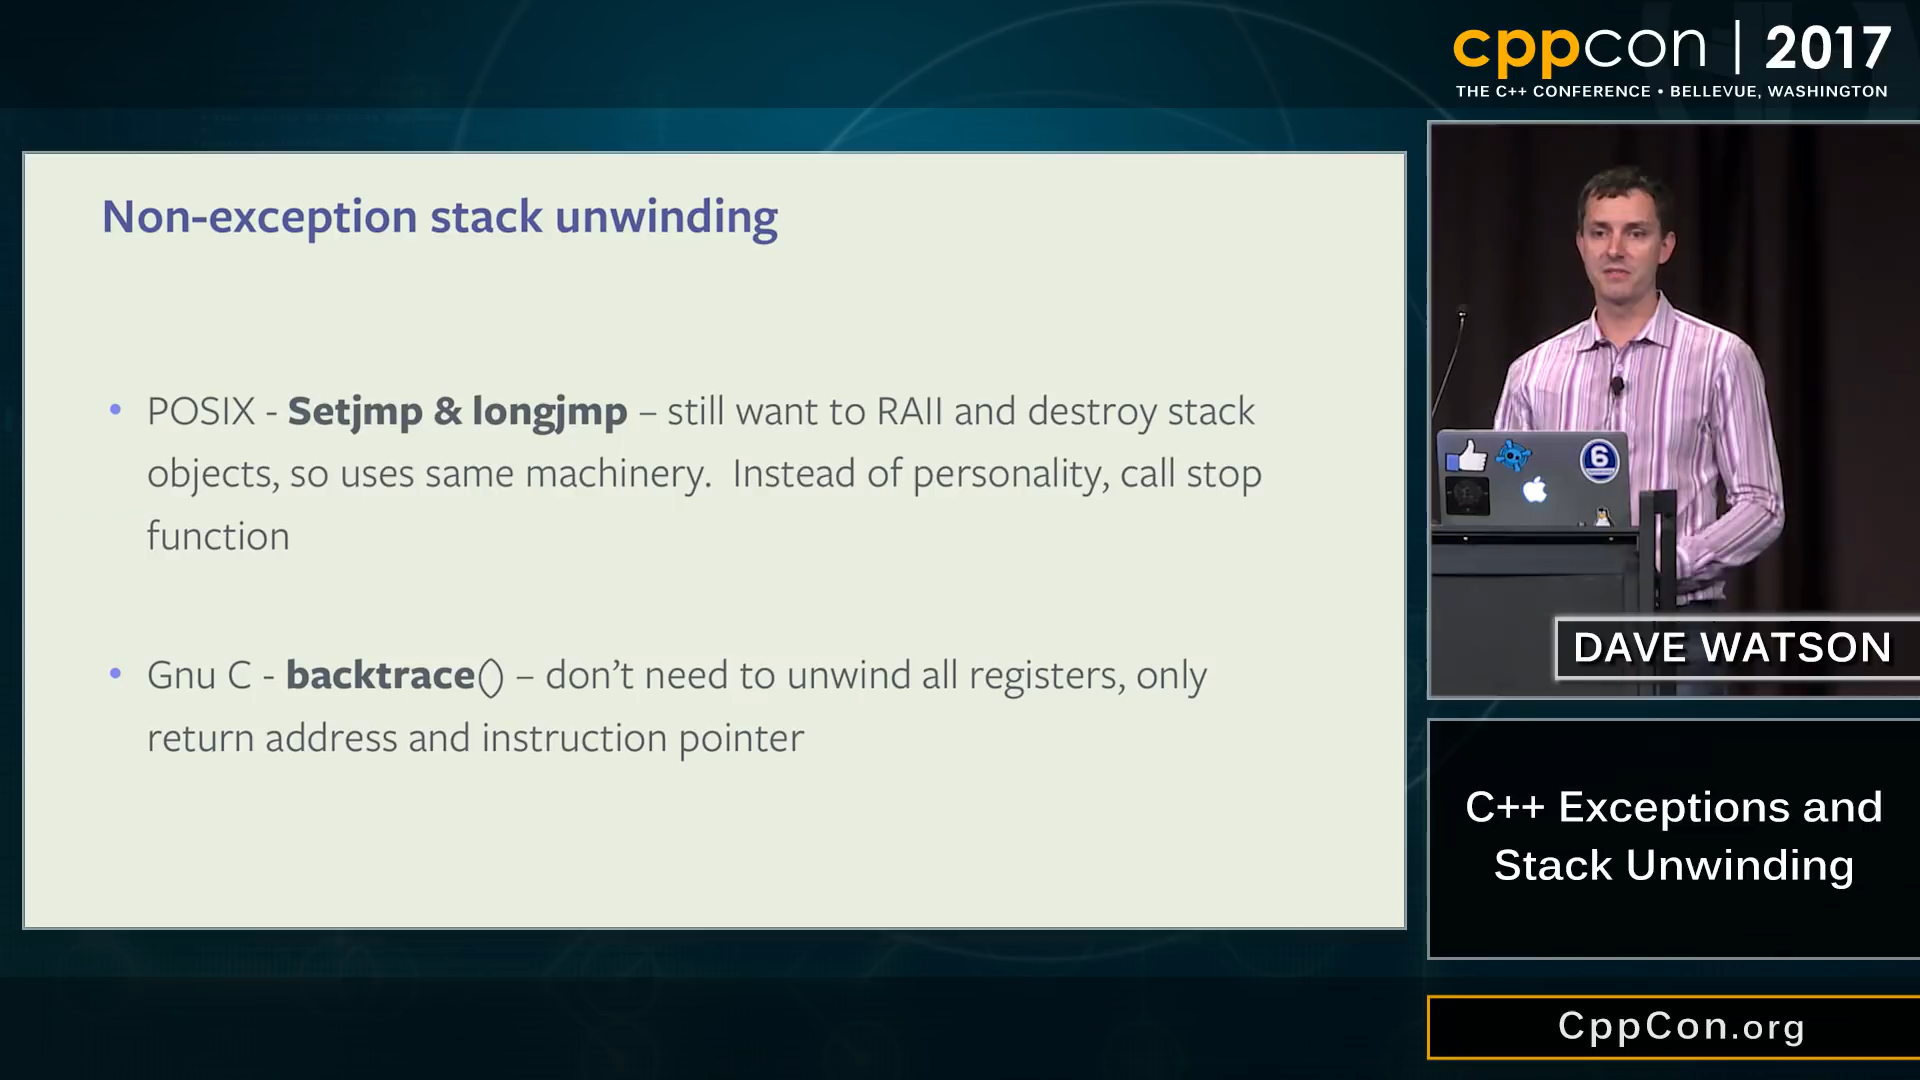 cppcon | 2017
THE C++ CONFERENCE • BELLEVUE, WASHINGTON
Non-exception stack unwinding
• POSIX - Setjmp & longjmp – still want to RAII and destroy stack
objects, so uses same machinery.  Instead of personality, call stop
function
• Gnu C - backtrace() – don’t need to unwind all registers, only
return address and instruction pointer
6
DAVE WATSON
C++ Exceptions and
Stack Unwinding
CppCon.org